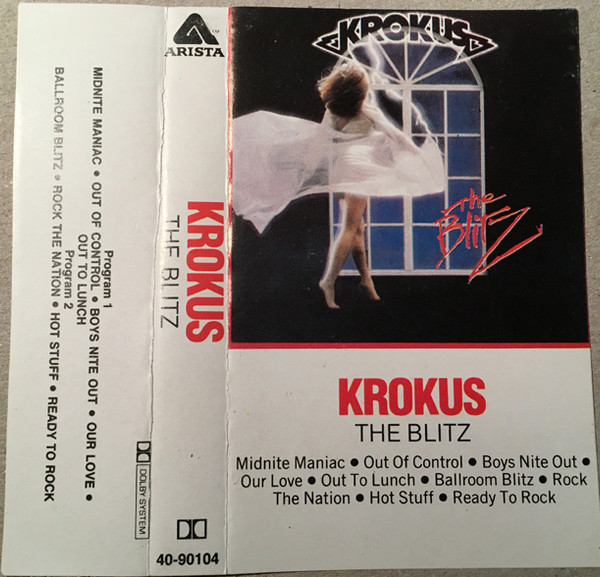 MIDNITE MANIAC • OUT OF CONTROL • BOYS NITE OUT • OUR LOVE •
Program 1
OUT TO LUNCH
Program 2
BALLROOM BLITZ • ROCK THE NATION • HOT STUFF • READY TO ROCK
DOLBY SYSTEM
ARISTA™
KROKUS
THE BLITZ
40-90104
KROKUS
The
Blitz
KROKUS
THE BLITZ
Midnite Maniac • Out Of Control • Boys Nite Out •
Our Love • Out To Lunch • Ballroom Blitz • Rock
The Nation • Hot Stuff • Ready To Rock